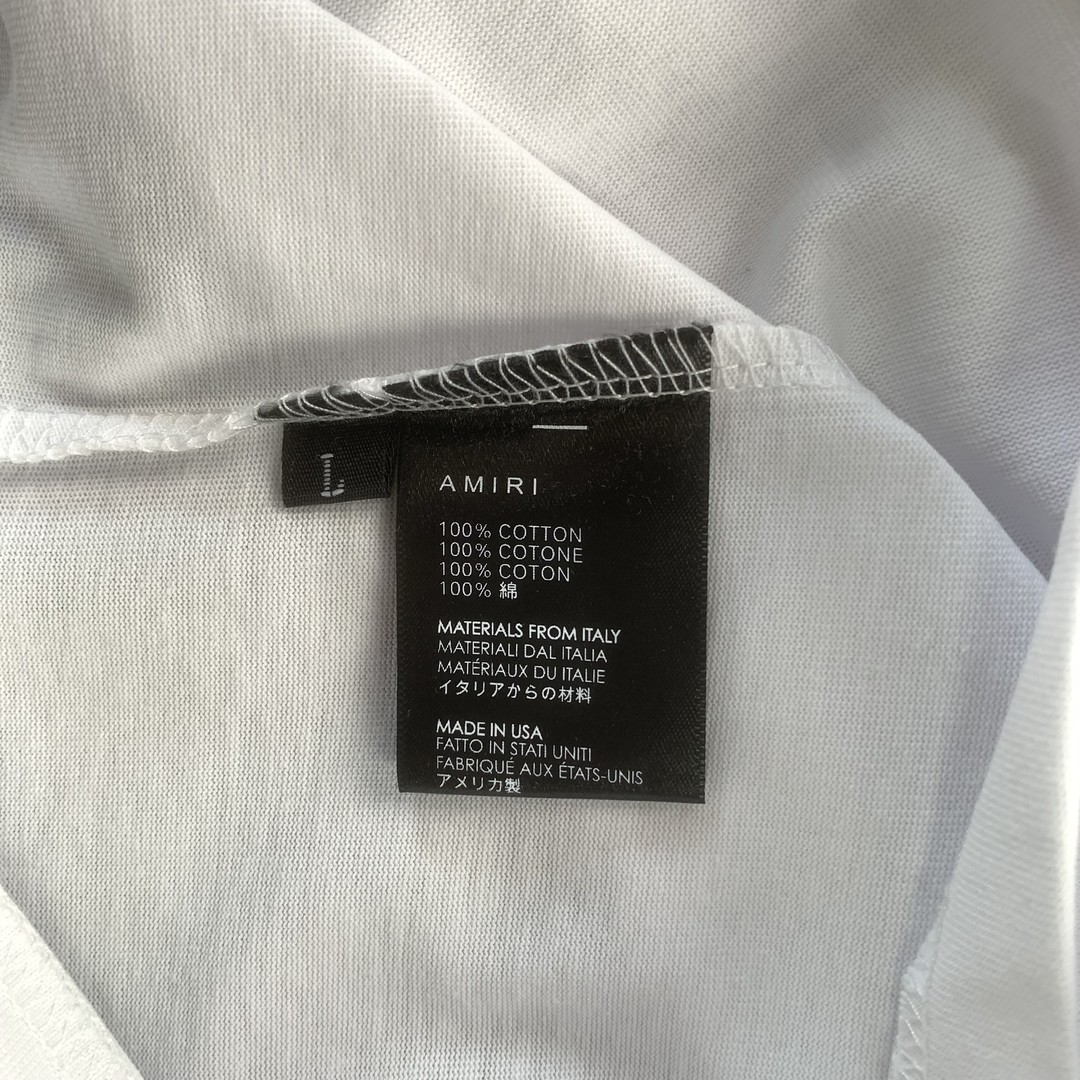 AMIRI
100% COTTON
100% COTONE
100% COTON
100% 綿
MATERIALS FROM ITALY
MATERIALI DAL ITALIA
MATÉRIAUX DU ITALIE
イタリアからの材料
MADE IN USA
FATTO IN STATI UNITI
FABRIQUÉ AUX ÉTATS-UNIS
アメリカ製